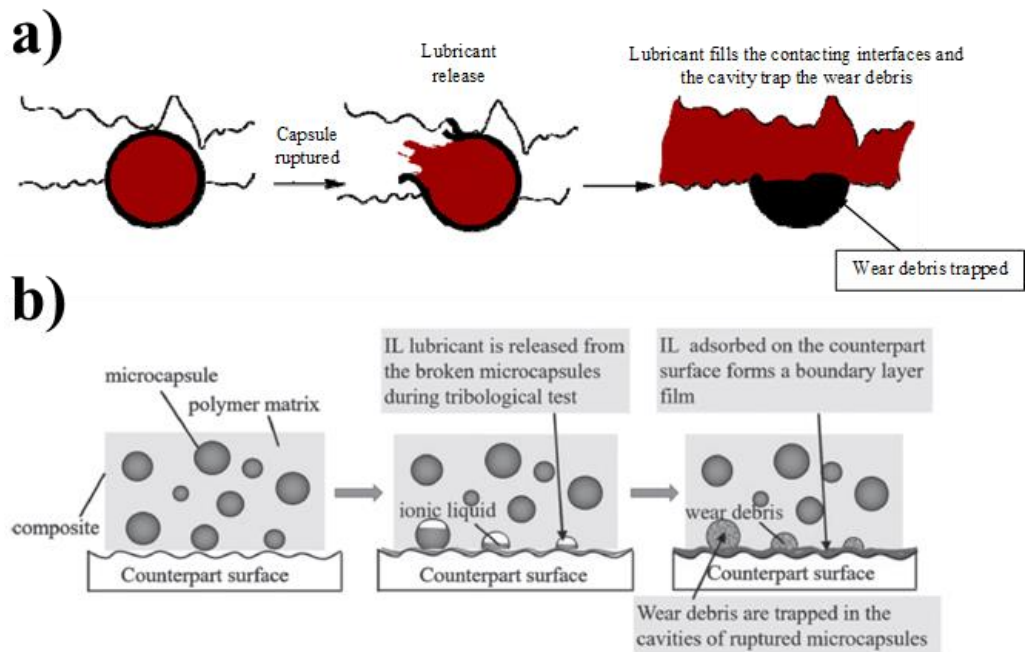 a)
Lubricant
release
Capsule
ruptured
Lubricant fills the contacting interfaces and
the cavity trap the wear debris
Wear debris trapped
b)
microcapsule
polymer matrix
composite
Counterpart surface
IL lubricant is released from
the broken microcapsules
during tribological test
ionic liquid
Counterpart surface
IL adsorbed on the counterpart
surface forms a boundary layer
film
wear debris
Counterpart surface
Wear debris are trapped in the
cavities of ruptured microcapsules